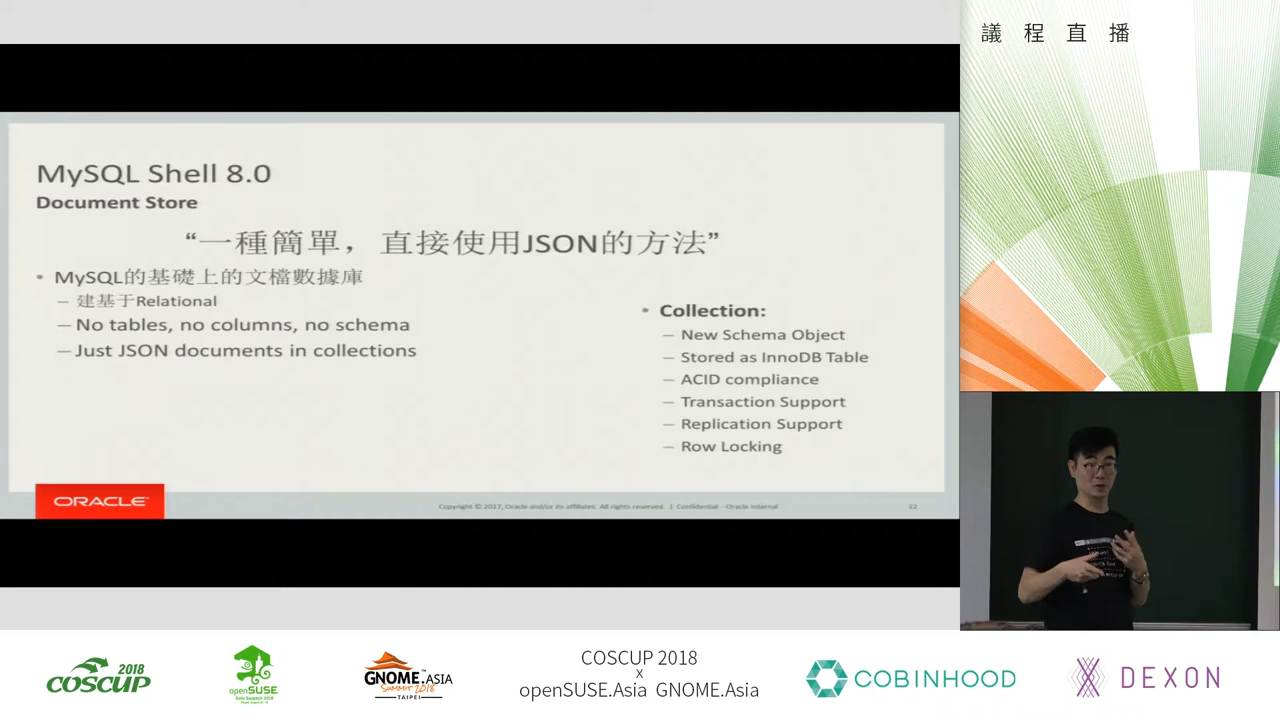 議程直播
MySQL Shell 8.0
Document Store
“一種簡單，直接使用JSON的方法”
• MySQL的基礎上的文檔數據庫
– 建基于Relational
– No tables, no columns, no schema
– Just JSON documents in collections
• Collection:
– New Schema Object
– Stored as InnoDB Table
– ACID compliance
– Transaction Support
– Replication Support
– Row Locking
ORACLE
Copyright © 2017, Oracle and/or its affiliates. All rights reserved. | Confidential - Oracle Internal
22
2018
COSCUP
openSUSE
Asia Summit 2018
GNOME.ASIA
SUMMIT 2018
TAIPEI
COSCUP 2018
x
openSUSE.Asia GNOME.Asia
COBINHOOD
DEXON